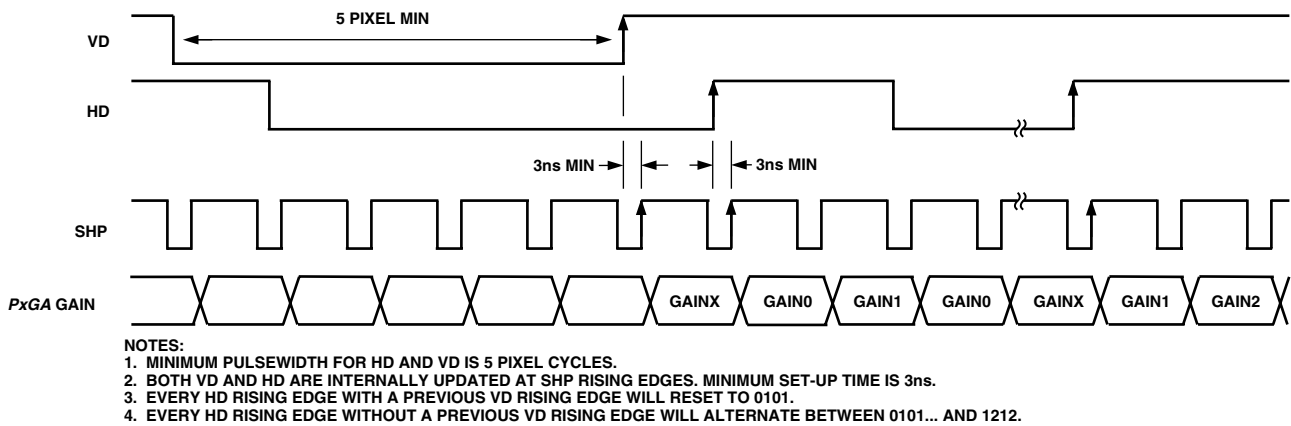 5 PIXEL MIN
VD
HD
3ns MIN 3ns MIN
SHP
PxGA GAIN GAINX GAIN0 GAIN1 GAIN0 GAINX GAIN1 GAIN2
NOTES:
1. MINIMUM PULSEWIDTH FOR HD AND VD IS 5 PIXEL CYCLES.
2. BOTH VD AND HD ARE INTERNALLY UPDATED AT SHP RISING EDGES. MINIMUM SET-UP TIME IS 3ns.
3. EVERY HD RISING EDGE WITH A PREVIOUS VD RISING EDGE WILL RESET TO 0101.
4. EVERY HD RISING EDGE WITHOUT A PREVIOUS VD RISING EDGE WILL ALTERNATE BETWEEN 0101... AND 1212.